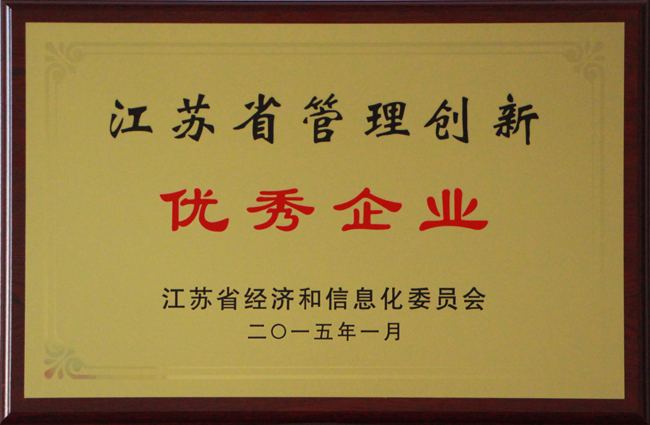 江苏省管理创新
优秀企业
江苏省经济和信息化委员会
二〇一五年一月